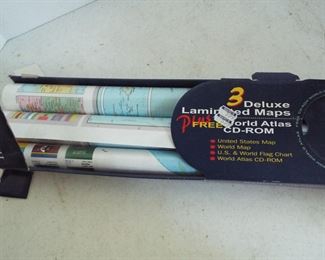 3 Deluxe
Laminated Maps
Plus
FREE World Atlas
CD-ROM
• United States Map
• World Map
• U.S. & World Flag Chart
• World Atlas CD-ROM